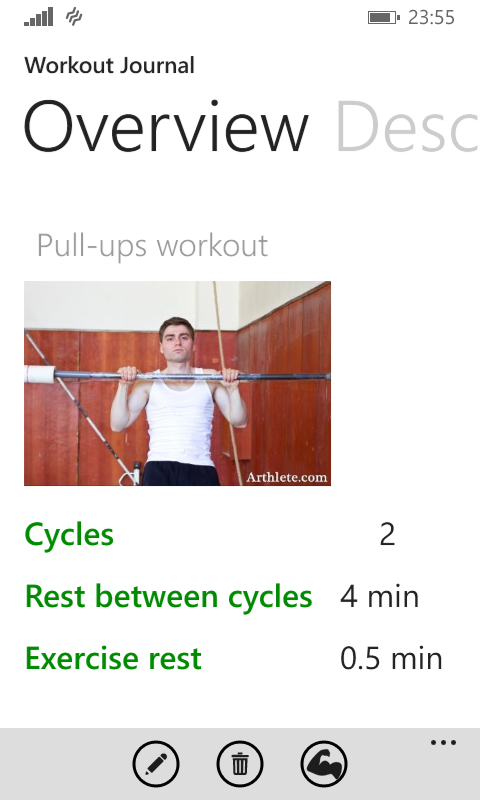 23:55
Workout Journal
Overview Desc
Pull-ups workout
Arthlete.com
Cycles 2
Rest between cycles 4 min
Exercise rest 0.5 min